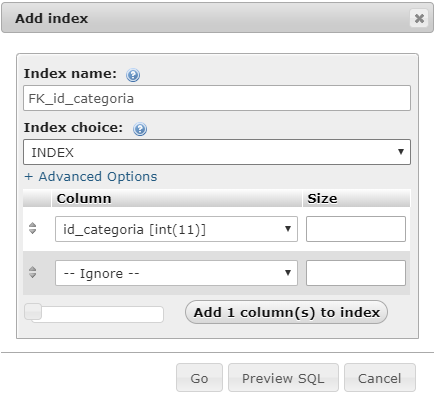 Add index
Index name:
FK_id_categoria
Index choice:
INDEX
+ Advanced Options
Column Size
id_categoria [int(11)]
-- Ignore --
Add 1 column(s) to index
Go Preview SQL Cancel